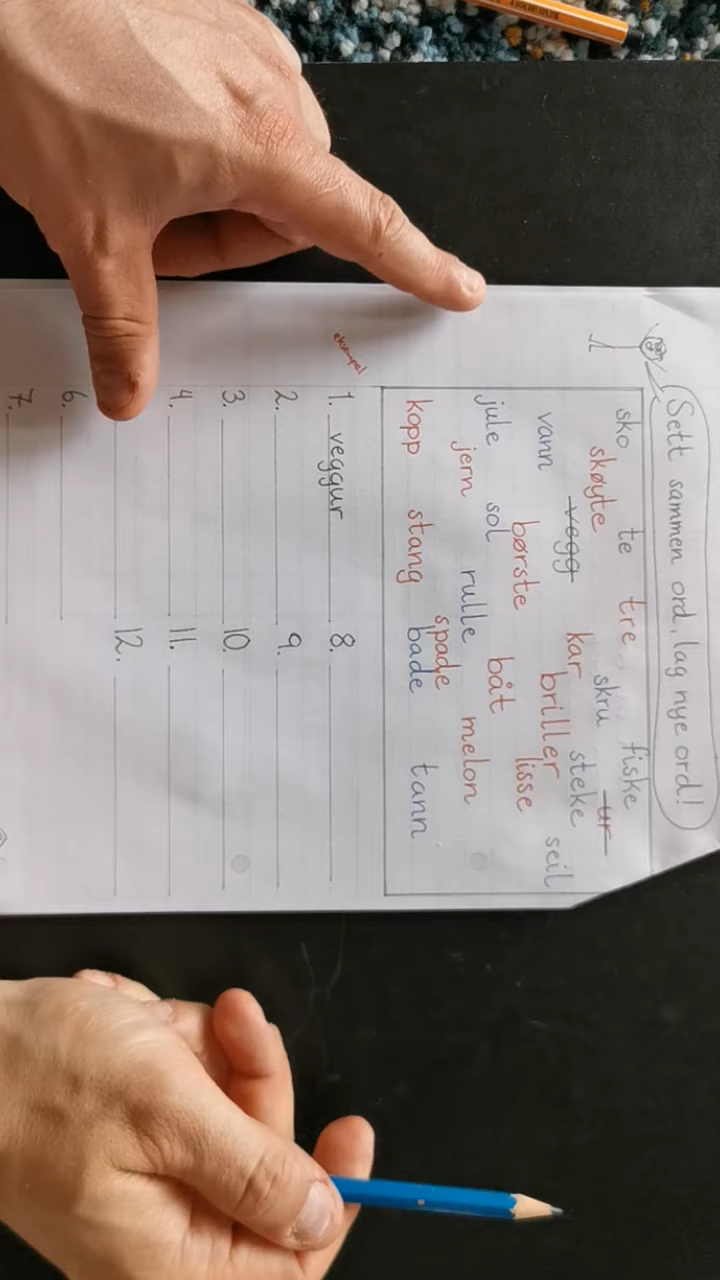 Sett sammen ord, lag nye ord!
sko te tre fiske
skøyte skru ur
vegg kar steke
vann briller seil
børste lisse
jule sol båt
jern rulle melon
spade
kopp stang bade tann
eksempel
1. veggur 8.
2. 9.
3. 10.
4. 11.
12.
6.
7.